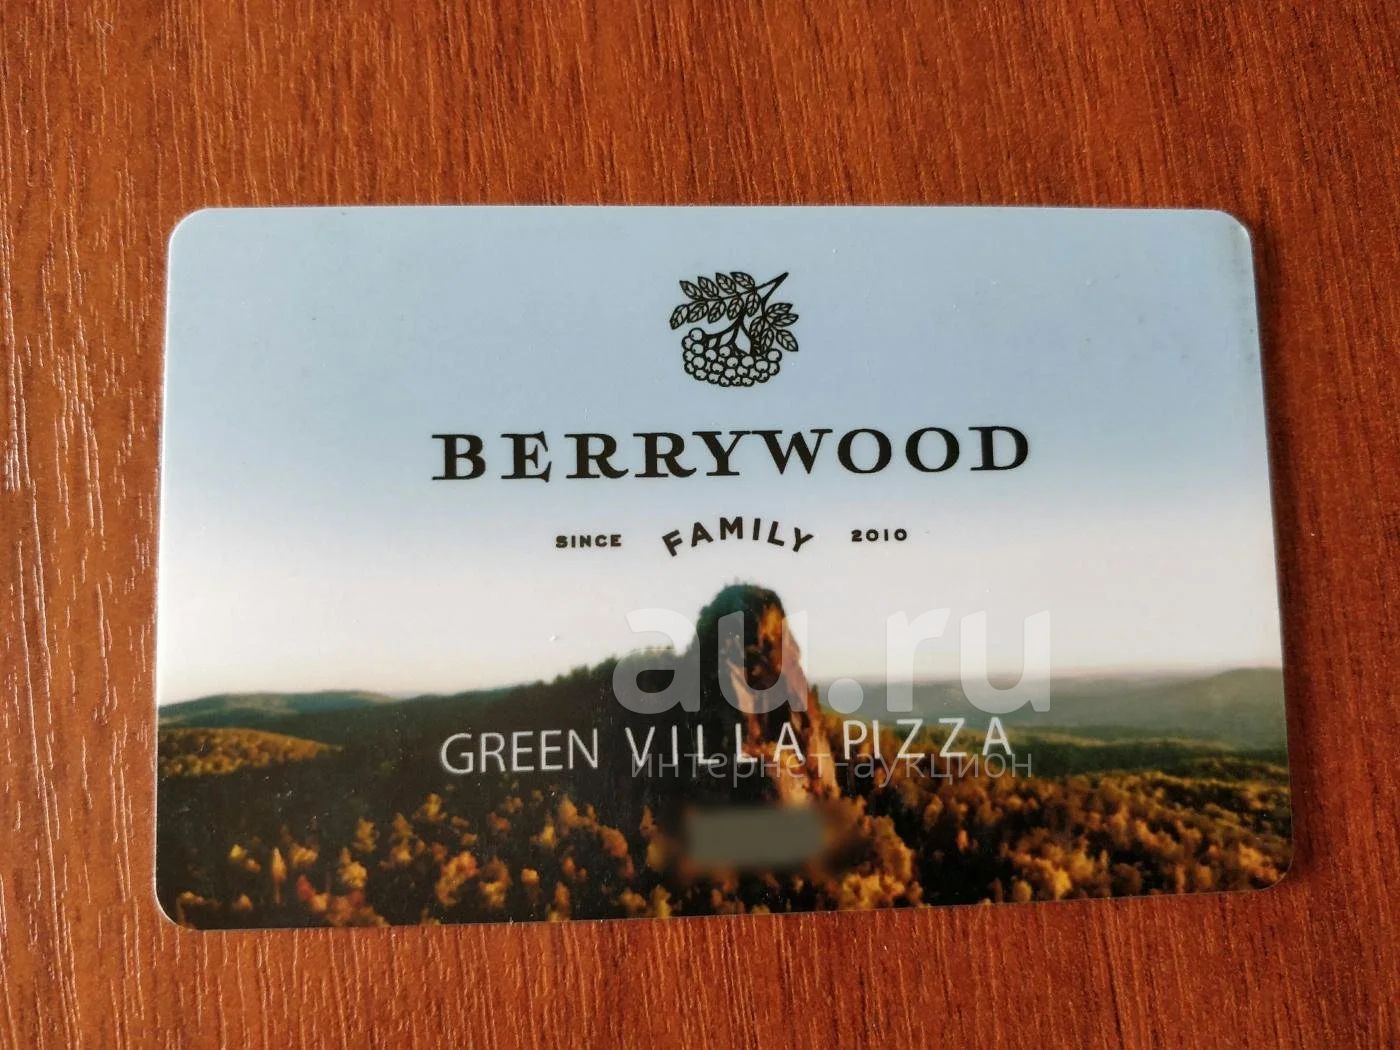 BERRYWOOD
SINCE FAMILY 2010
au.ru
GREEN VILLA PIZZA
интернет-аукцион